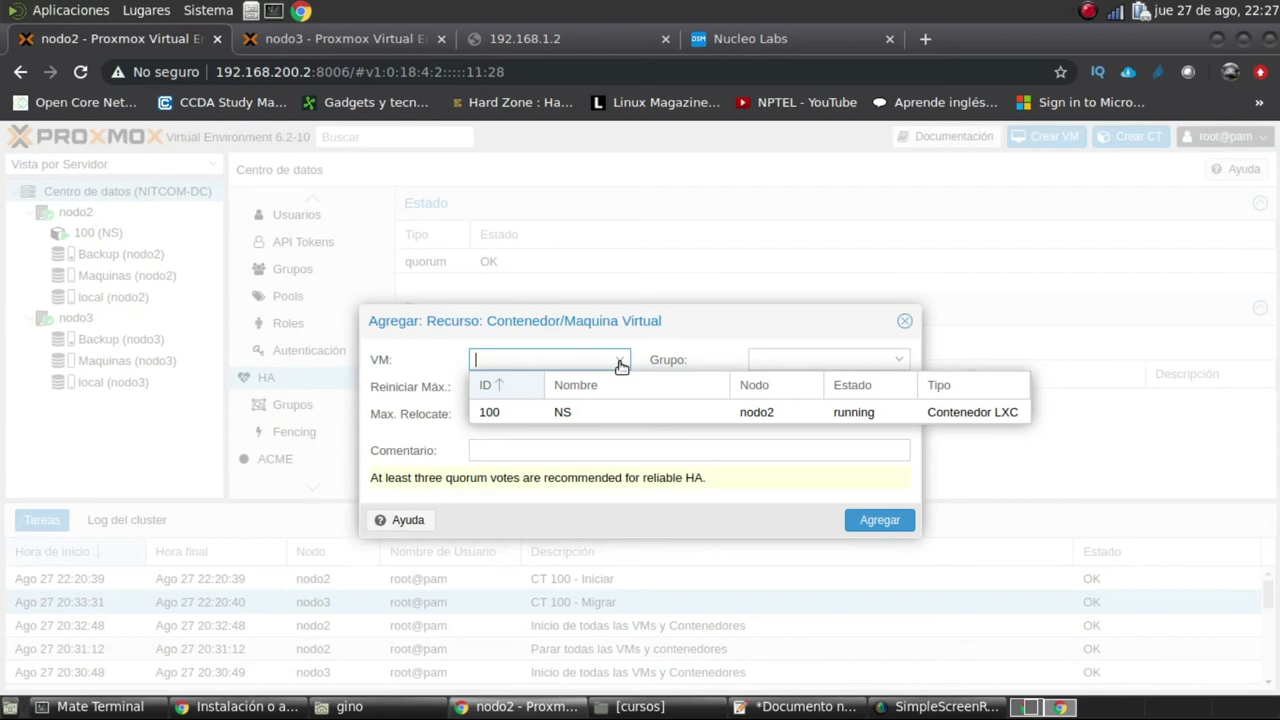 Aplicaciones Lugares Sistema jue 27 de ago, 22:27
nodo2 - Proxmox Virtual E nodo3 - Proxmox Virtual E 192.168.1.2 DSM Nucleo Labs
No seguro 192.168.200.2:8006/#v1:0:18:4:2:::::11:28
Open Core Net... CCDA Study Ma... Gadgets y tecn... Hard Zone : Ha... Linux Magazine... NPTEL - YouTube Aprende inglés... Sign in to Micro... »
PROXMOX Virtual Environment 6.2-10 Buscar Documentación Crear VM Crear CT root@pam
Vista por Servidor
Centro de datos (NITCOM-DC)
nodo2
100 (NS)
Backup (nodo2)
Maquinas (nodo2)
local (nodo2)
nodo3
Backup (nodo3)
Maquinas (nodo3)
local (nodo3)
Centro de datos Ayuda
Usuarios
API Tokens
Grupos
Pools
Roles
Autenticación
HA
Grupos
Fencing
ACME
Estado
Tipo Estado
quorum OK
Descripción
Agregar: Recurso: Contenedor/Maquina Virtual
VM: Grupo:
Reiniciar Máx.:
Max. Relocate:
ID Nombre Nodo Estado Tipo
100 NS nodo2 running Contenedor LXC
Comentario:
At least three quorum votes are recommended for reliable HA.
Ayuda Agregar
Tareas Log del cluster
Hora de inicio Hora final Nodo Nombre de Usuario Descripción Estado
Ago 27 22:20:39 Ago 27 22:20:39 nodo2 root@pam CT 100 - Iniciar OK
Ago 27 20:33:31 Ago 27 22:20:40 nodo3 root@pam CT 100 - Migrar OK
Ago 27 20:32:48 Ago 27 20:32:48 nodo2 root@pam Inicio de todas las VMs y Contenedores OK
Ago 27 20:31:12 Ago 27 20:31:12 nodo2 root@pam Parar todas las VMs y contenedores OK
Ago 27 20:30:48 Ago 27 20:30:49 nodo3 root@pam Inicio de todas las VMs y Contenedores OK
Mate Terminal Instalación o a... gino nodo2 - Proxm... [cursos] *Documento n... SimpleScreenR...